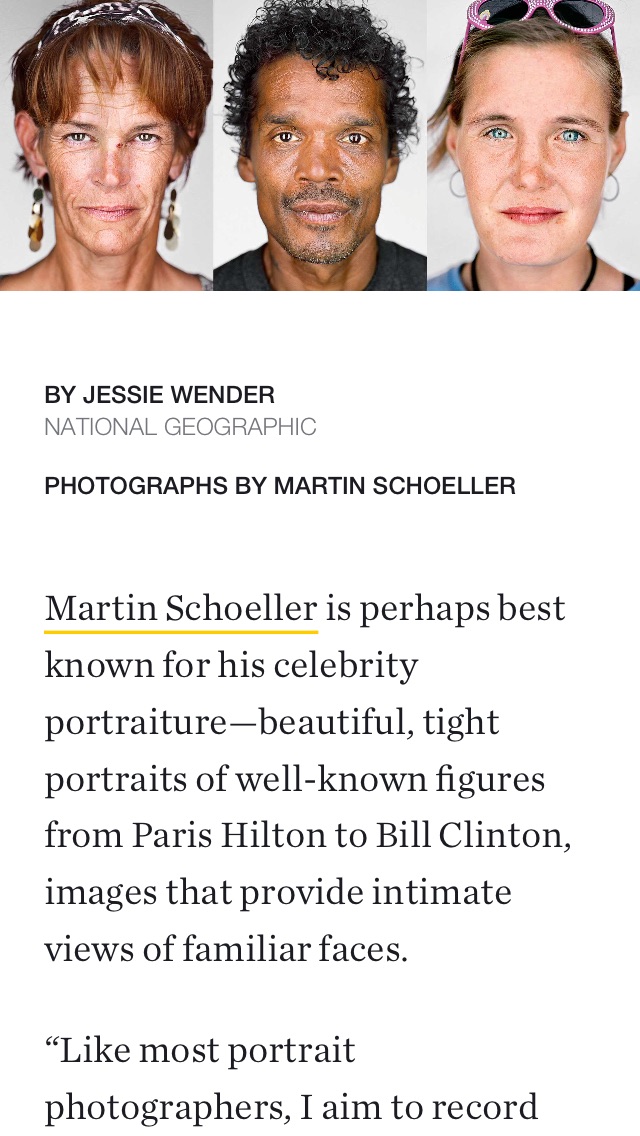 BY JESSIE WENDER
NATIONAL GEOGRAPHIC
PHOTOGRAPHS BY MARTIN SCHOELLER
Martin Schoeller is perhaps best
known for his celebrity
portraiture—beautiful, tight
portraits of well-known figures
from Paris Hilton to Bill Clinton,
images that provide intimate
views of familiar faces.
“Like most portrait
photographers, I aim to record